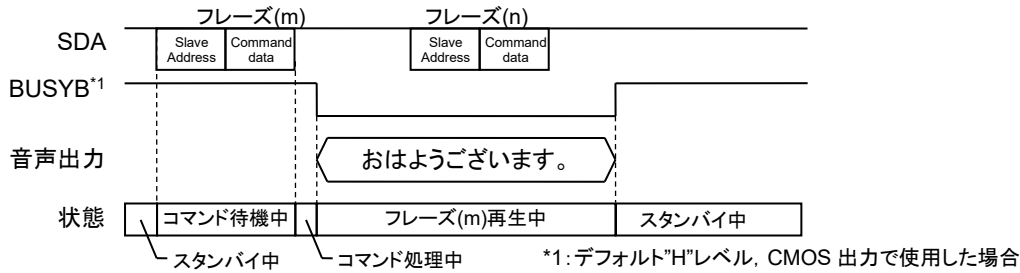 フレーズ(m) フレーズ(n)
SDA Slave Address Command data Slave Address Command data
BUSYB*1
音声出力 おはようございます。
状態 コマンド待機中 フレーズ(m)再生中 スタンバイ中
スタンバイ中 コマンド処理中 *1:デフォルト"H"レベル, CMOS 出力で使用した場合